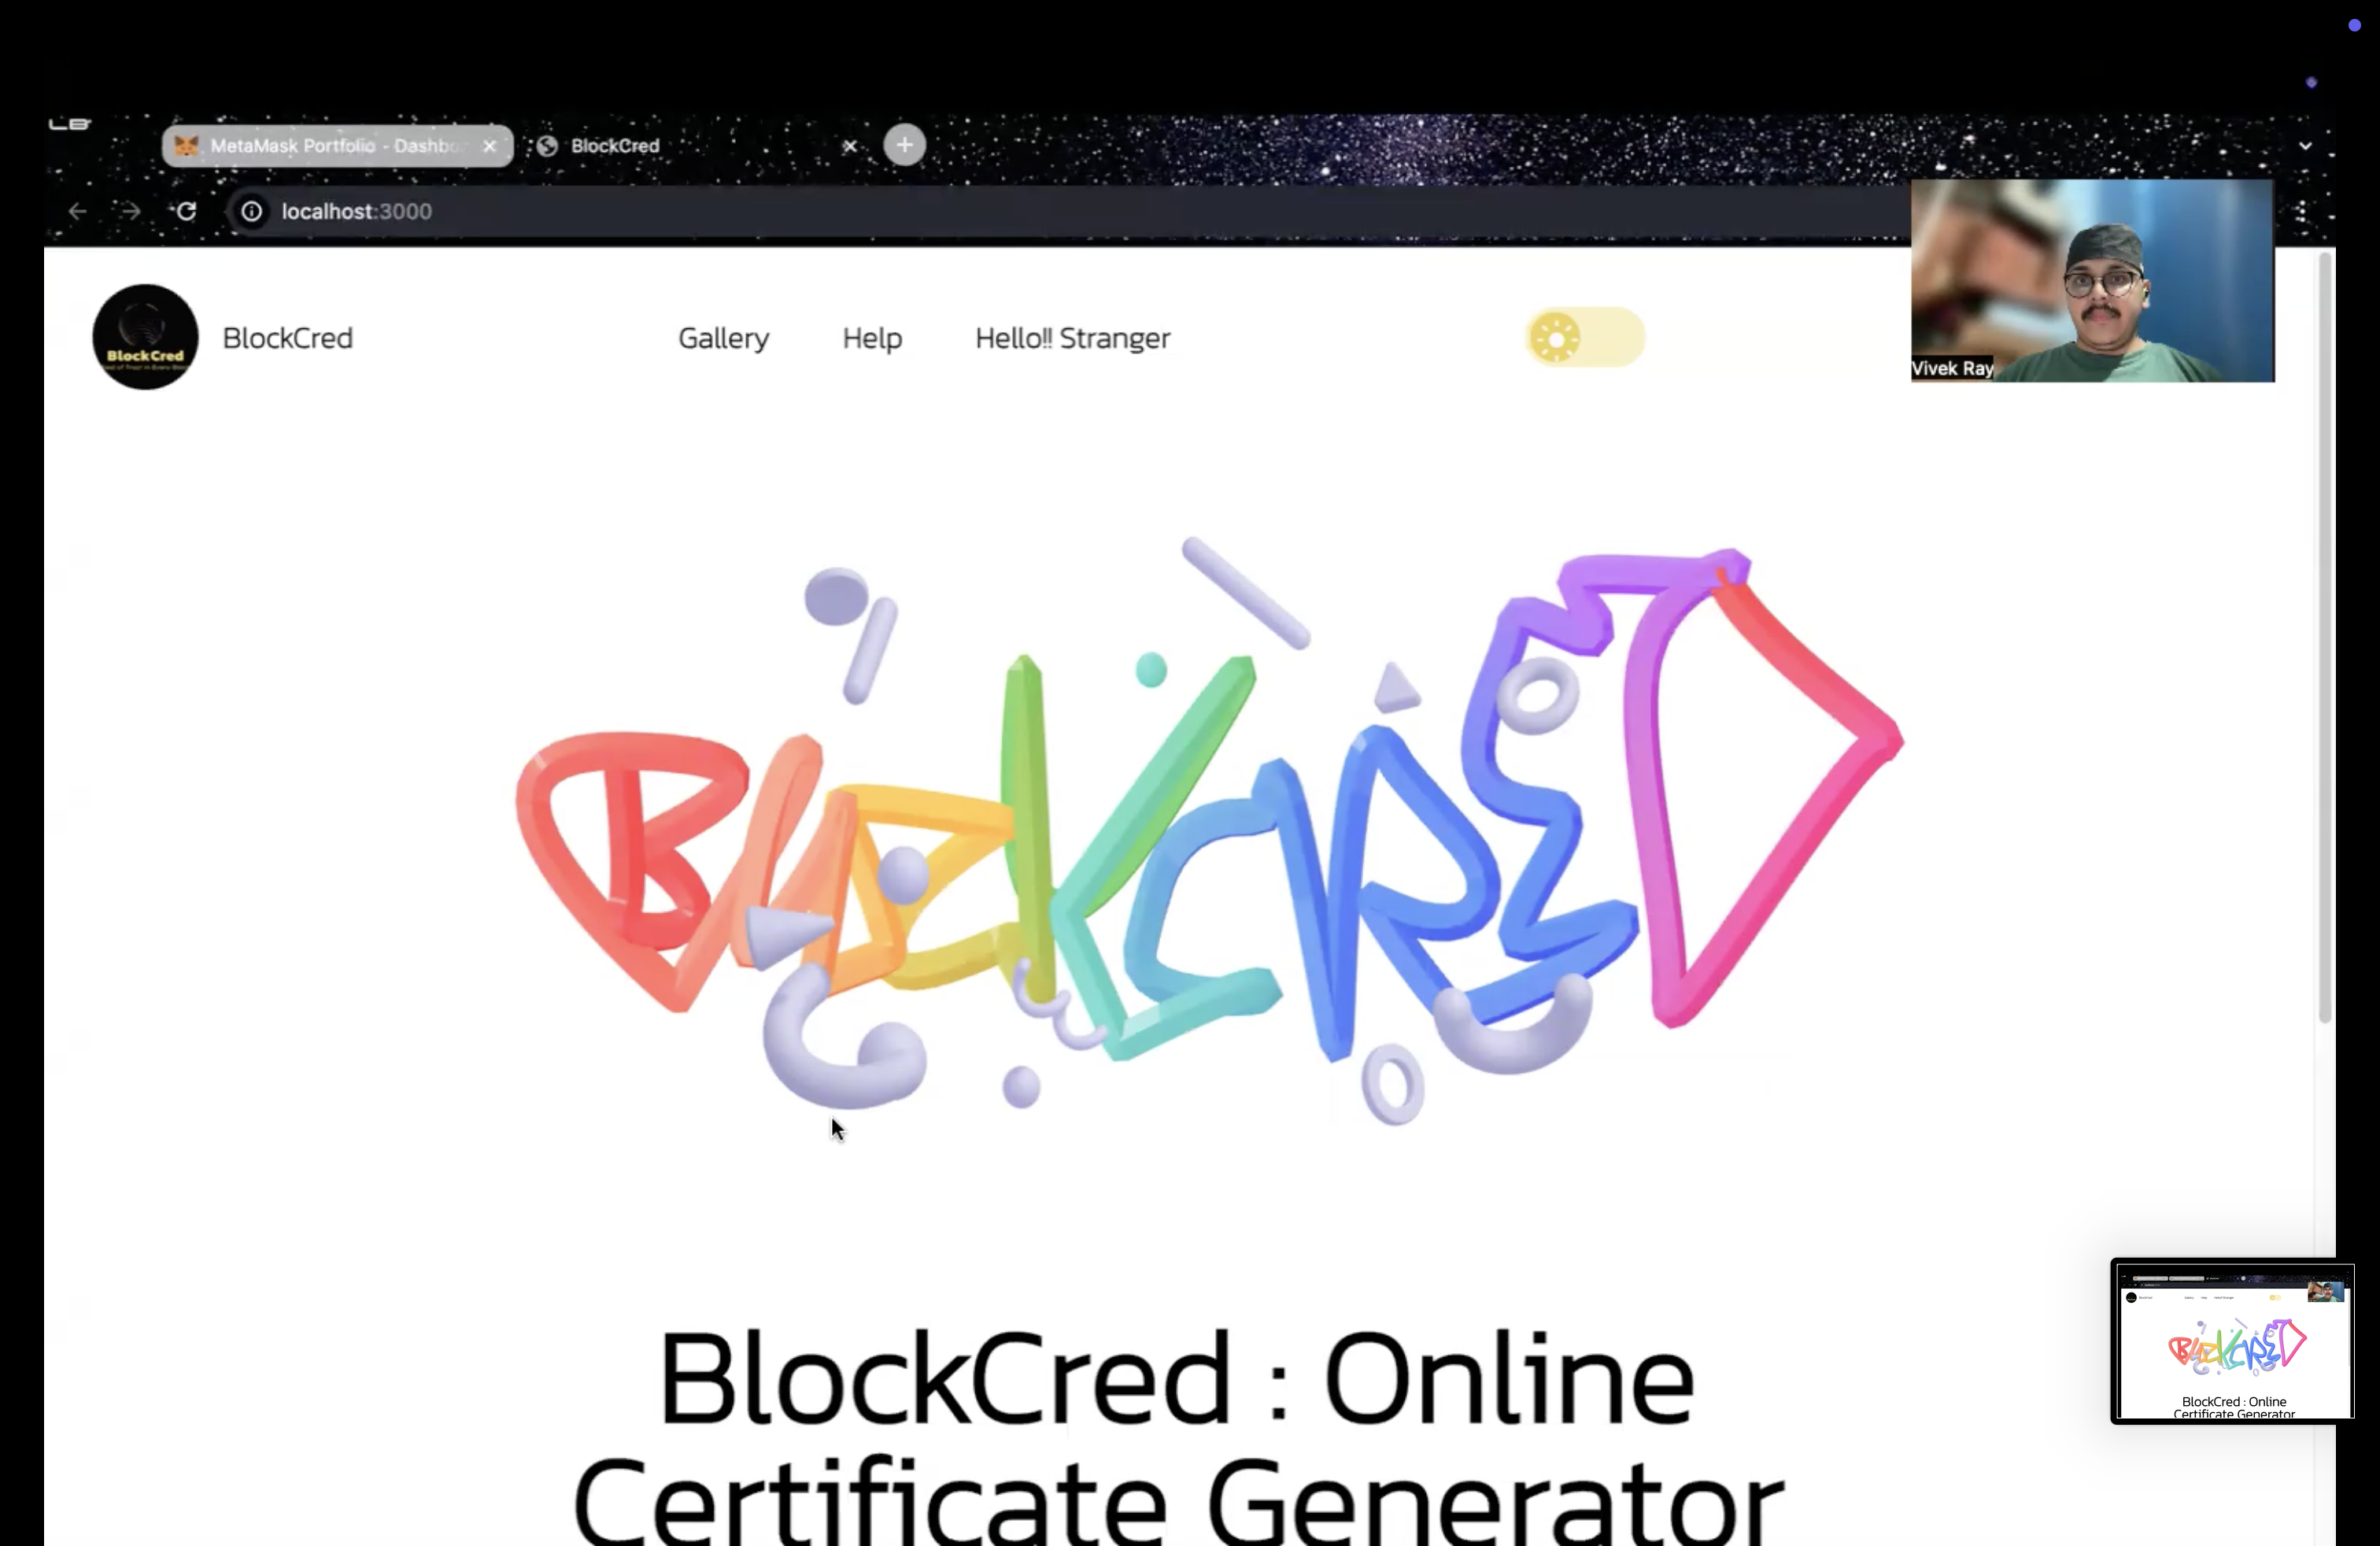 MetaMask Portfolio - Dashbo
BlockCred
localhost:3000
BlockCred
BlockCred
Gallery
Help
Hello!! Stranger
Vivek Ray
BLOCKCRED
BlockCred : Online
Certificate Generator
BlockCred : Online
Certificate Generator